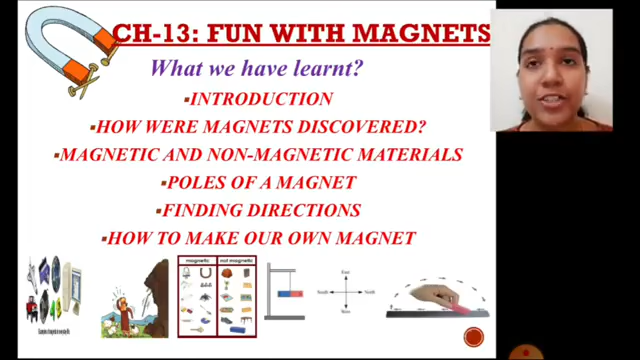 CH-13: FUN WITH MAGNETS
What we have learnt?
▪INTRODUCTION
▪HOW WERE MAGNETS DISCOVERED?
▪MAGNETIC AND NON-MAGNETIC MATERIALS
▪POLES OF A MAGNET
▪FINDING DIRECTIONS
▪HOW TO MAKE OUR OWN MAGNET
magnetic not magnetic
East
South North
West